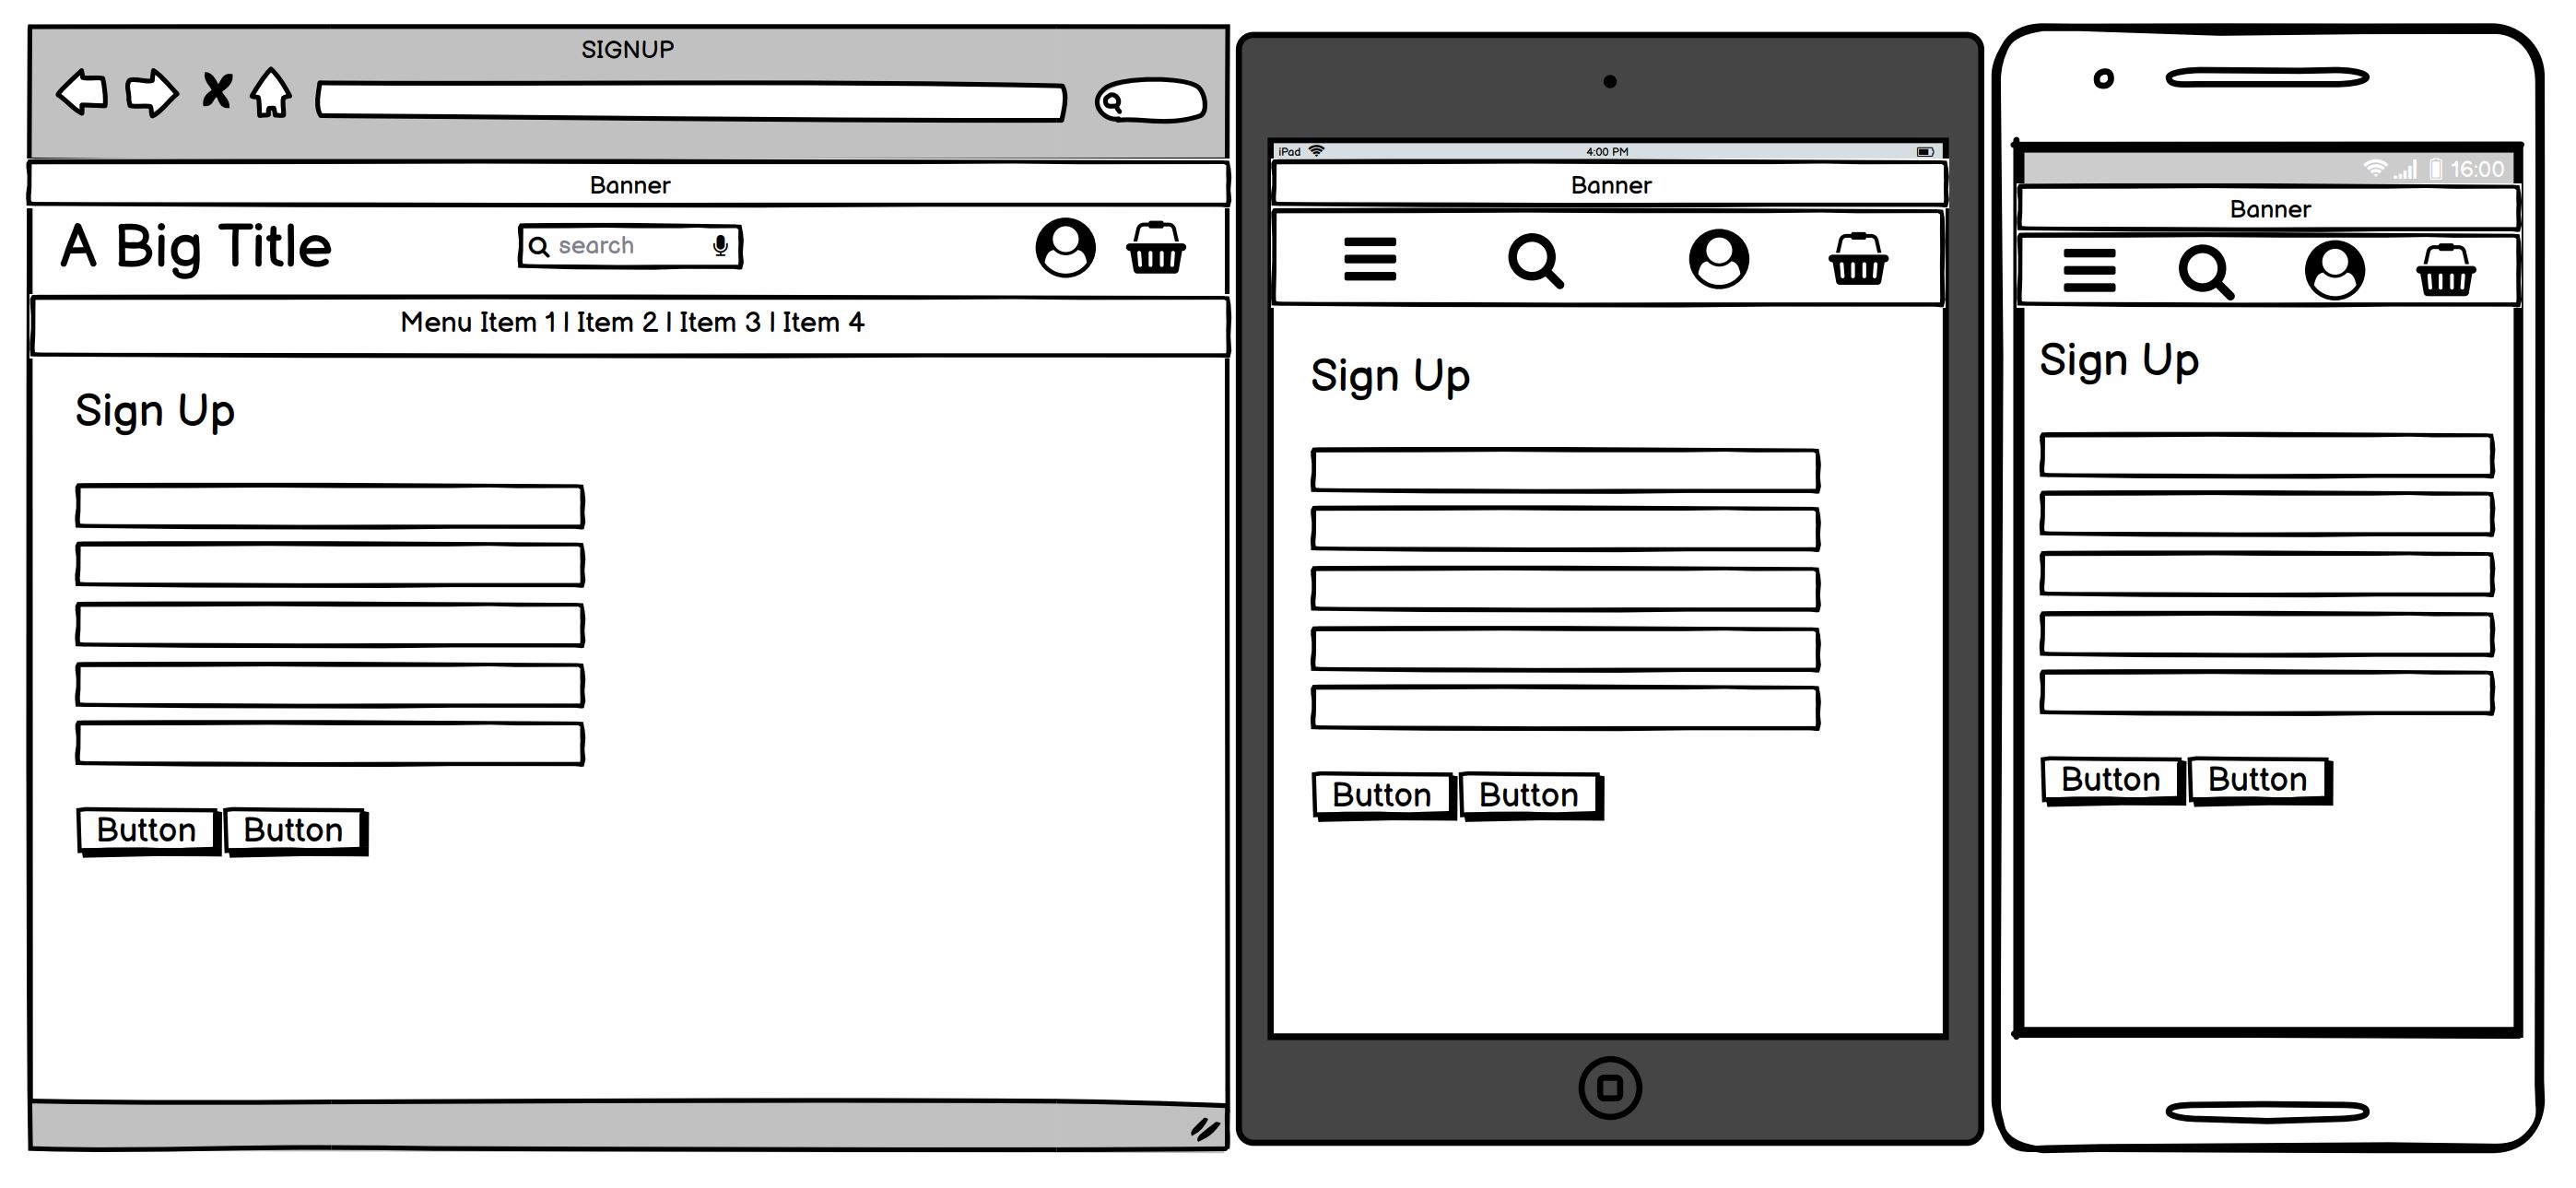 SIGNUP
Banner
A Big Title
search
Menu Item 1 | Item 2 | Item 3 | Item 4
Sign Up
Button Button
iPad 4:00 PM
Banner
Sign Up
Button Button
16:00
Banner
Sign Up
Button Button